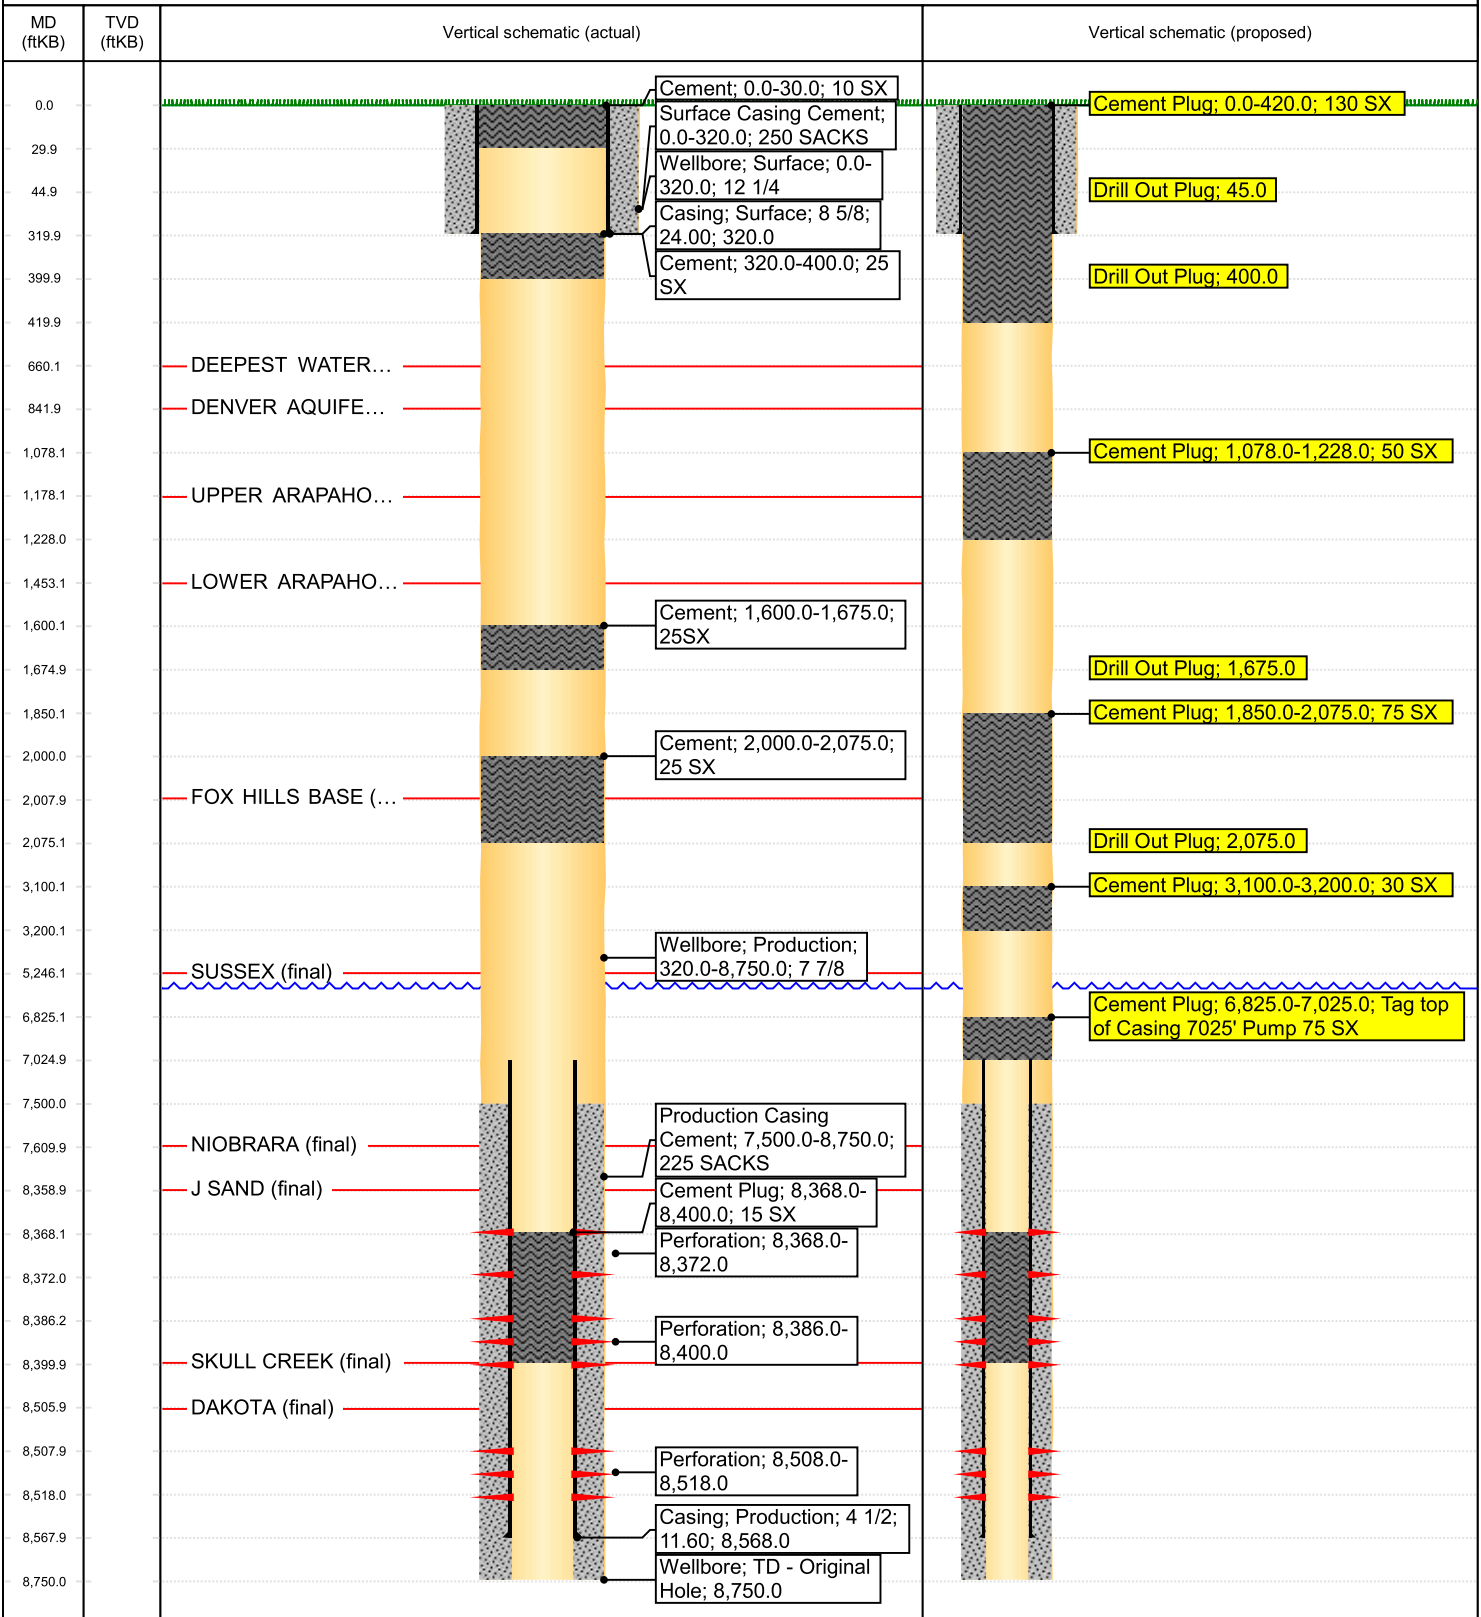 MD
(ftKB)
TVD
(ftKB)
Vertical schematic (actual)
Vertical schematic (proposed)
0.0
29.9
44.9
319.9
399.9
419.9
660.1
841.9
1,078.1
1,178.1
1,228.0
1,453.1
1,600.1
1,674.9
1,850.1
2,000.0
2,007.9
2,075.1
3,100.1
3,200.1
5,246.1
6,825.1
7,024.9
7,500.0
7,609.9
8,358.9
8,368.1
8,372.0
8,386.2
8,399.9
8,505.9
8,507.9
8,518.0
8,567.9
8,750.0
DEEPEST WATER…
DENVER AQUIFE…
UPPER ARAPAHO…
LOWER ARAPAHO…
FOX HILLS BASE (…
SUSSEX (final)
NIOBRARA (final)
J SAND (final)
SKULL CREEK (final)
DAKOTA (final)
Cement; 0.0-30.0; 10 SX
Surface Casing Cement;
0.0-320.0; 250 SACKS
Wellbore; Surface; 0.0-
320.0; 12 1/4
Casing; Surface; 8 5/8;
24.00; 320.0
Cement; 320.0-400.0; 25
SX
Cement; 1,600.0-1,675.0;
25SX
Cement; 2,000.0-2,075.0;
25 SX
Wellbore; Production;
320.0-8,750.0; 7 7/8
Production Casing
Cement; 7,500.0-8,750.0;
225 SACKS
Cement Plug; 8,368.0-
8,400.0; 15 SX
Perforation; 8,368.0-
8,372.0
Perforation; 8,386.0-
8,400.0
Perforation; 8,508.0-
8,518.0
Casing; Production; 4 1/2;
11.60; 8,568.0
Wellbore; TD - Original
Hole; 8,750.0
Cement Plug; 0.0-420.0; 130 SX
Drill Out Plug; 45.0
Drill Out Plug; 400.0
Cement Plug; 1,078.0-1,228.0; 50 SX
Drill Out Plug; 1,675.0
Cement Plug; 1,850.0-2,075.0; 75 SX
Drill Out Plug; 2,075.0
Cement Plug; 3,100.0-3,200.0; 30 SX
Cement Plug; 6,825.0-7,025.0; Tag top
of Casing 7025' Pump 75 SX